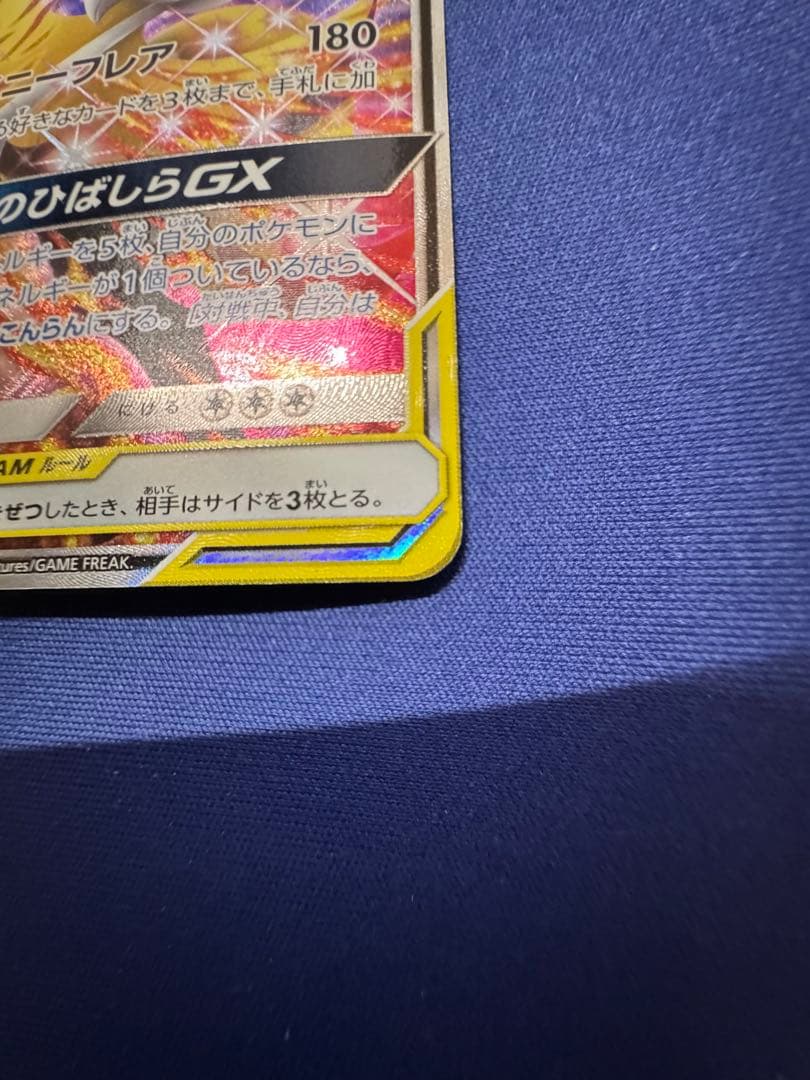 ニーフレア 180
る好きなカードを3枚まで、手札に加
のひばしらGX
ネルギーを5枚、自分のポケモンに
ネルギーが1個ついているなら、
こんらんにする。[対戦中、自分は
にげる
AM ルール
ぜつしたとき、相手はサイドを3枚とる。
tures/GAME FREAK.